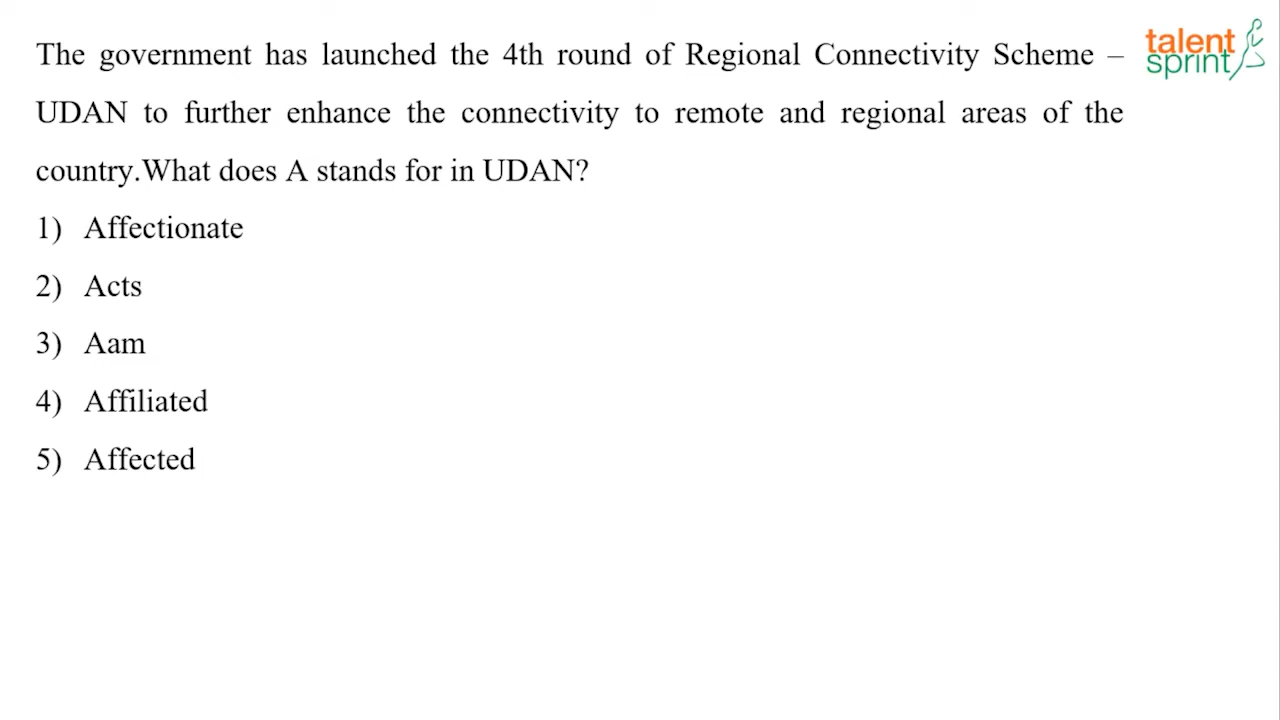 The government has launched the 4th round of Regional Connectivity Scheme –
UDAN to further enhance the connectivity to remote and regional areas of the
country.What does A stands for in UDAN?
1) Affectionate
2) Acts
3) Aam
4) Affiliated
5) Affected
talent
sprint